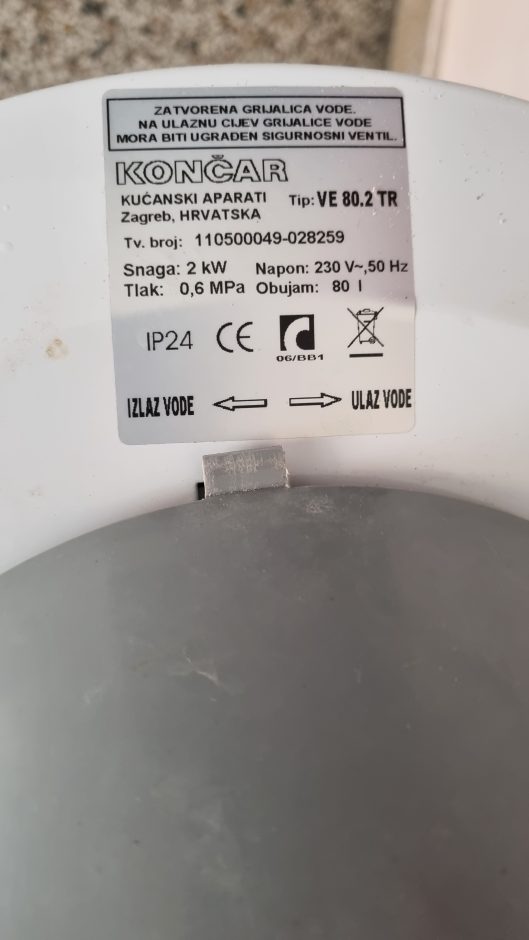 ZATVORENA GRIJALICA VODE.
NA ULAZNU CIJEV GRIJALICE VODE
MORA BITI UGRAĐEN SIGURNOSNI VENTIL.
KONČAR
KUĆANSKI APARATI Tip: VE 80.2 TR
Zagreb, HRVATSKA
Tv. broj: 110500049-028259
Snaga: 2 kW Napon: 230 V~,50 Hz
Tlak: 0,6 MPa Obujam: 80 l
IP24 CE
06/BB1
IZLAZ VODE ULAZ VODE